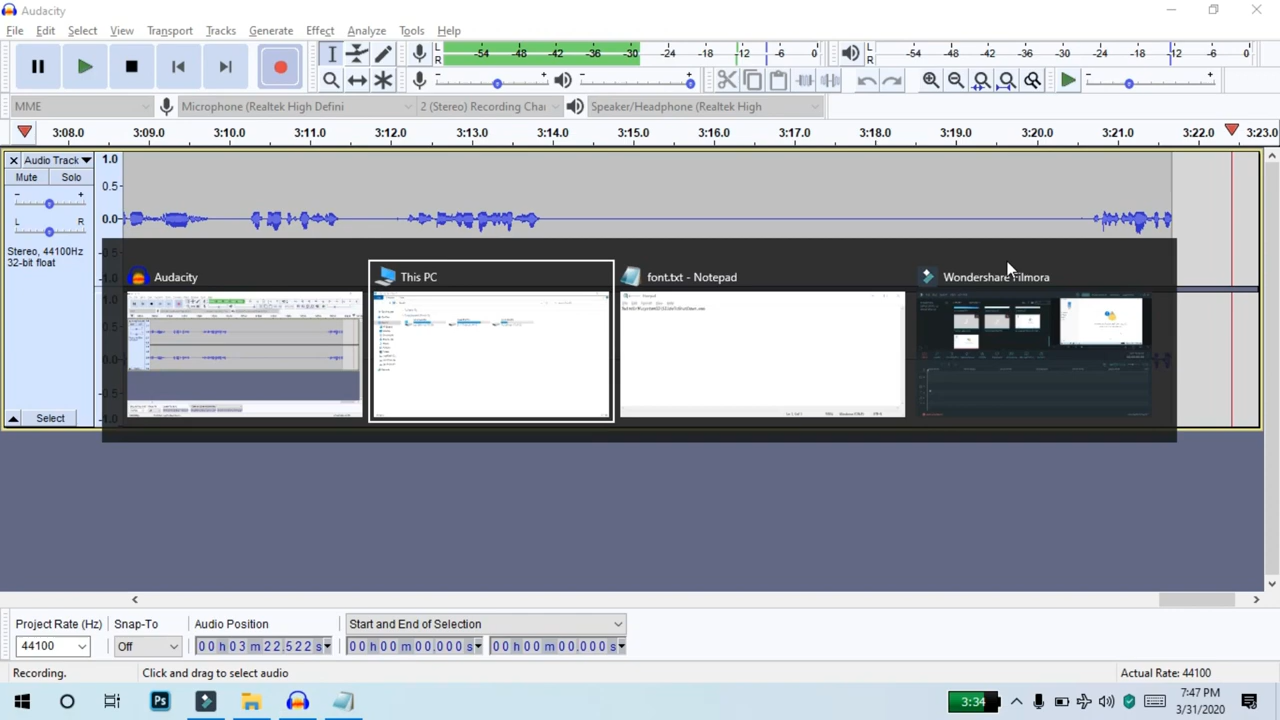 Audacity
File Edit Select View Transport Tracks Generate Effect Analyze Tools Help
L R -54 -48 -42 -24 -18 -12 0 L R -54 -48 -42 -36 -30 -24 -18 -12 0
MME Microphone (Realtek High Defini 2 (Stereo) Recording Chan Speaker/Headphone (Realtek High
3:08.0 3:09.0 3:10.0 3:11.0 3:12.0 3:13.0 3:14.0 3:15.0 3:16.0 3:17.0 3:18.0 3:19.0 3:20.0 3:21.0 3:22.0 3:23.0
Audio Track 1.0
Mute Solo
- + 0.5
L R 0.0
Stereo, 44100Hz
32-bit float
Audacity This PC font.txt - Notepad Wondershare Filmora
Select
Project Rate (Hz) Snap-To Audio Position Start and End of Selection
44100 Off 00 h 03 m 22.522 s 00 h 00 m 00.000 s 00 h 00 m 00.000 s
Recording. Click and drag to select audio Actual Rate: 44100
Ps 3:34 7:47 PM
3/31/2020